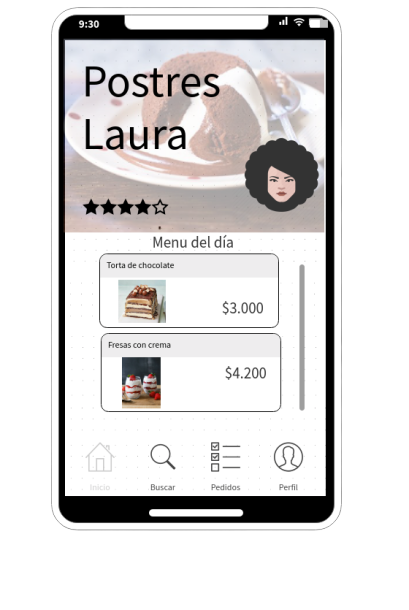 9:30
Postres
Laura
Menu del día
Torta de chocolate
$3.000
Fresas con crema
$4.200
Inicio
Buscar
Pedidos
Perfil